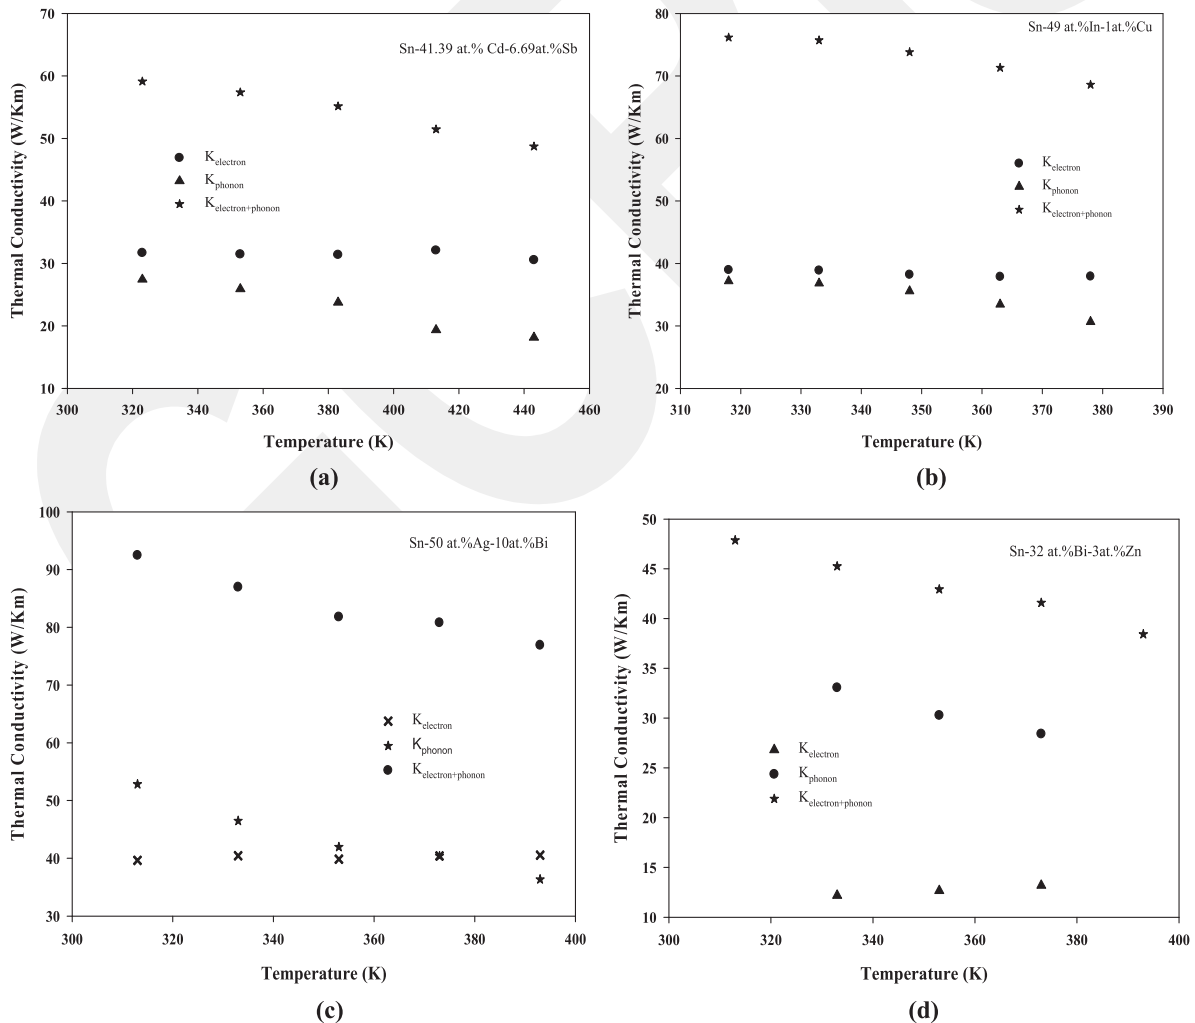 70
60
50
40
30
20
10
300 320 340 360 380 400 420 440 460
Thermal Conductivity (W/Km)
Temperature (K)
Sn-41.39 at.% Cd-6.69at.%Sb
Kelectron
Kphonon
Kelectron+phonon
(a)
80
70
60
50
40
30
20
310 320 330 340 350 360 370 380 390
Thermal Conductivity (W/Km)
Temperature (K)
Sn-49 at.%In-1at.%Cu
Kelectron
Kphonon
Kelectron+phonon
(b)
100
90
80
70
60
50
40
30
300 320 340 360 380 400
Thermal Conductivity (W/Km)
Temperature (K)
Sn-50 at.%Ag-10at.%Bi
Kelectron
Kphonon
Kelectron+phonon
(c)
50
45
40
35
30
25
20
15
10
300 320 340 360 380 400
Thermal Conductivity (W/Km)
Temperature (K)
Sn-32 at.%Bi-3at.%Zn
Kelectron
Kphonon
Kelectron+phonon
(d)